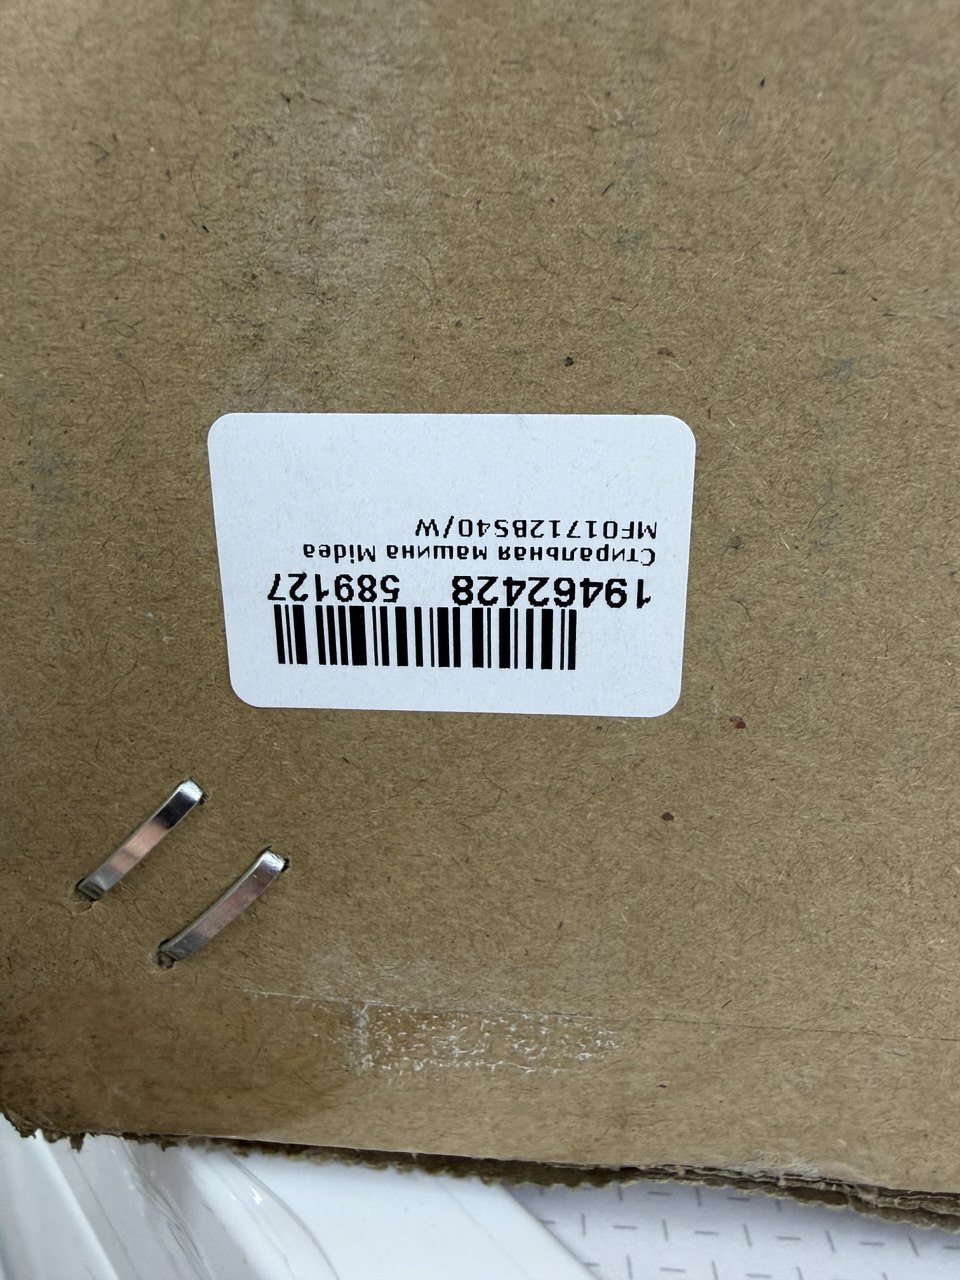 19462428 589127
Стиральная машина Midea
MF01712BS40/W